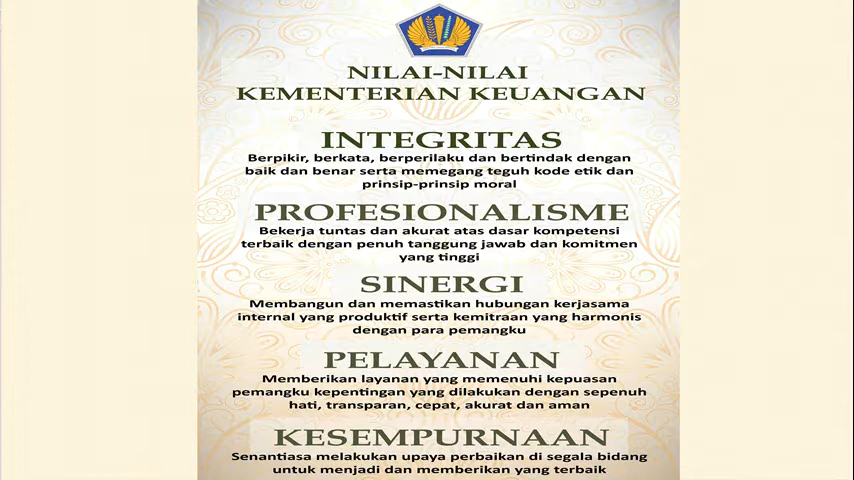 NILAI-NILAI
KEMENTERIAN KEUANGAN
INTEGRITAS
Berpikir, berkata, berperilaku dan bertindak dengan
baik dan benar serta memegang teguh kode etik dan
prinsip-prinsip moral
PROFESIONALISME
Bekerja tuntas dan akurat atas dasar kompetensi
terbaik dengan penuh tanggung jawab dan komitmen
yang tinggi
SINERGI
Membangun dan memastikan hubungan kerjasama
internal yang produktif serta kemitraan yang harmonis
dengan para pemangku
PELAYANAN
Memberikan layanan yang memenuhi kepuasan
pemangku kepentingan yang dilakukan dengan sepenuh
hati, transparan, cepat, akurat dan aman
KESEMPURNAAN
Senantiasa melakukan upaya perbaikan di segala bidang
untuk menjadi dan memberikan yang terbaik